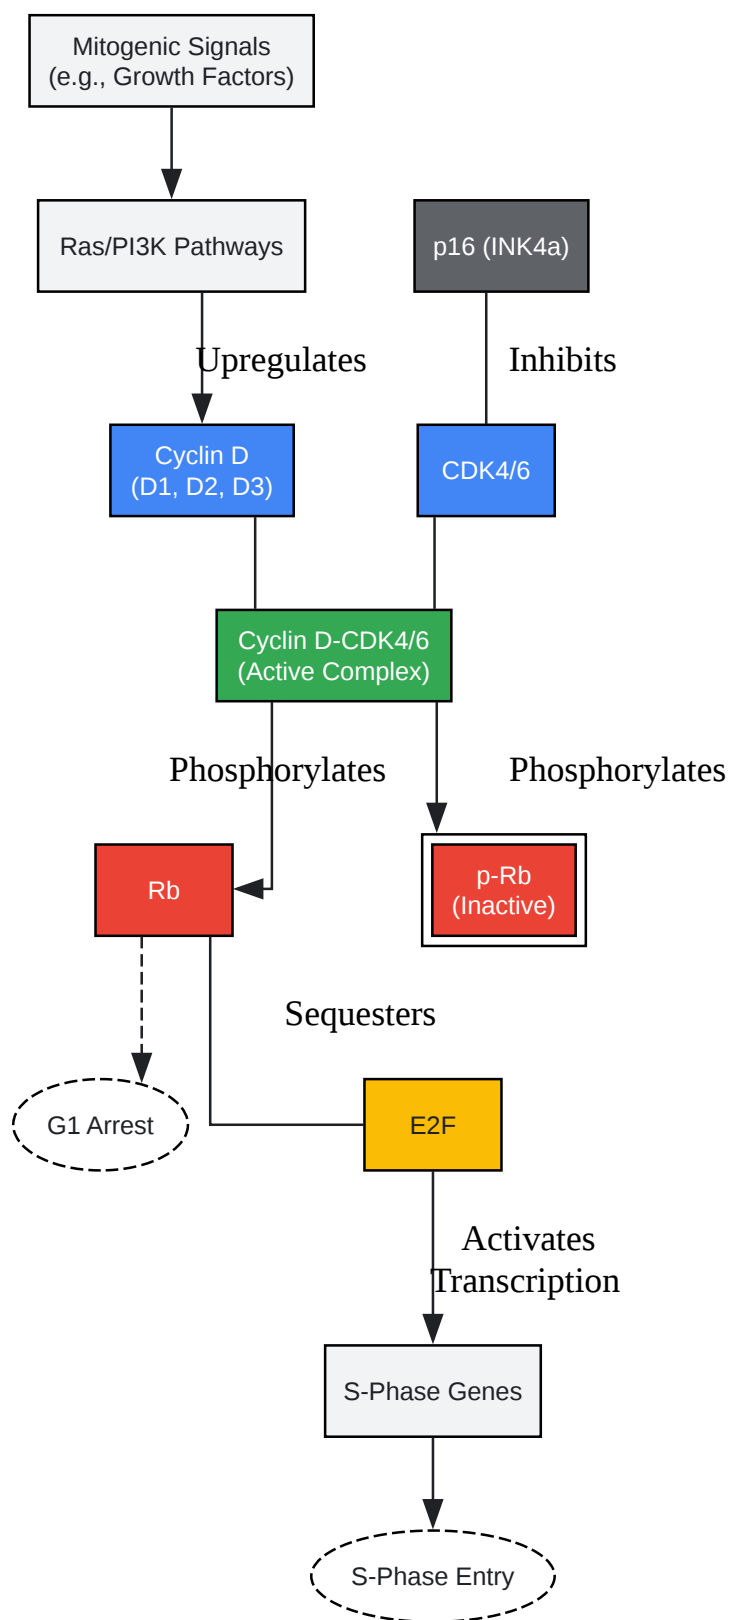 Mitogenic Signals
(e.g., Growth Factors)
Ras/PI3K Pathways
p16 (INK4a)
Upregulates
Inhibits
Cyclin D
(D1, D2, D3)
CDK4/6
Cyclin D-CDK4/6
(Active Complex)
Phosphorylates
Phosphorylates
Rb
p-Rb
(Inactive)
Sequesters
G1 Arrest
E2F
Activates
Transcription
S-Phase Genes
S-Phase Entry